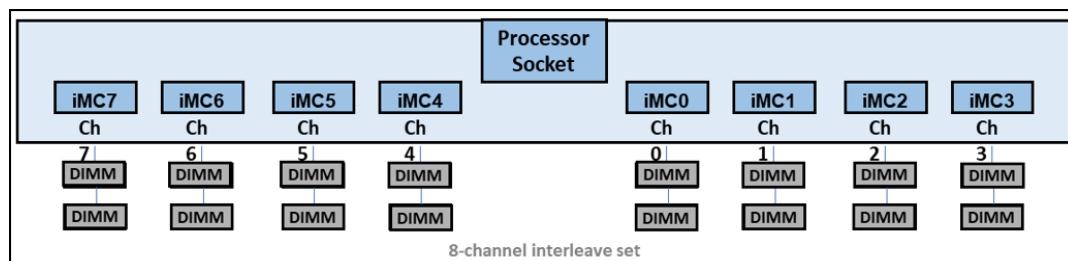 Processor
Socket
iMC7 iMC6 iMC5 iMC4 iMC0 iMC1 iMC2 iMC3
Ch Ch Ch Ch Ch Ch Ch Ch
7 6 5 4 0 1 2 3
DIMM DIMM DIMM DIMM DIMM DIMM DIMM DIMM
DIMM DIMM DIMM DIMM DIMM DIMM DIMM DIMM
8-channel interleave set